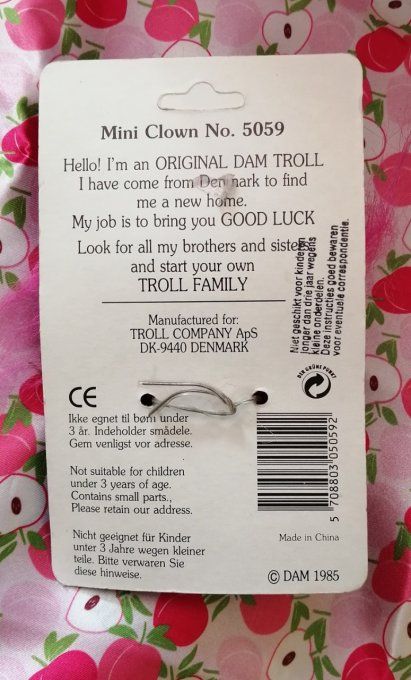 Mini Clown No. 5059
Hello! I'm an ORIGINAL DAM TROLL
I have come from Denmark to find
me a new home.
My job is to bring you GOOD LUCK
Look for all my brothers and sisters
and start your own
TROLL FAMILY
Niet geschikt voor kinderen
jonger dan drie jaar wegens
kleine onderdelen.
Deze instructies goed bewaren
voor eventuele correspondentie.
Manufactured for:
TROLL COMPANY ApS
DK-9440 DENMARK
DER GRÜNE PUNKT
CE
Ikke egnet til børn under
3 år. Indeholder smådele.
Gem venligst vor adresse.
Not suitable for children
under 3 years of age.
Contains small parts.,
Please retain our address.
Nicht geeignet für Kinder
unter 3 Jahre wegen kleiner
teile. Bitte verwaren Sie
diese hinweise.
5 708803 050592
Made in China
© DAM 1985